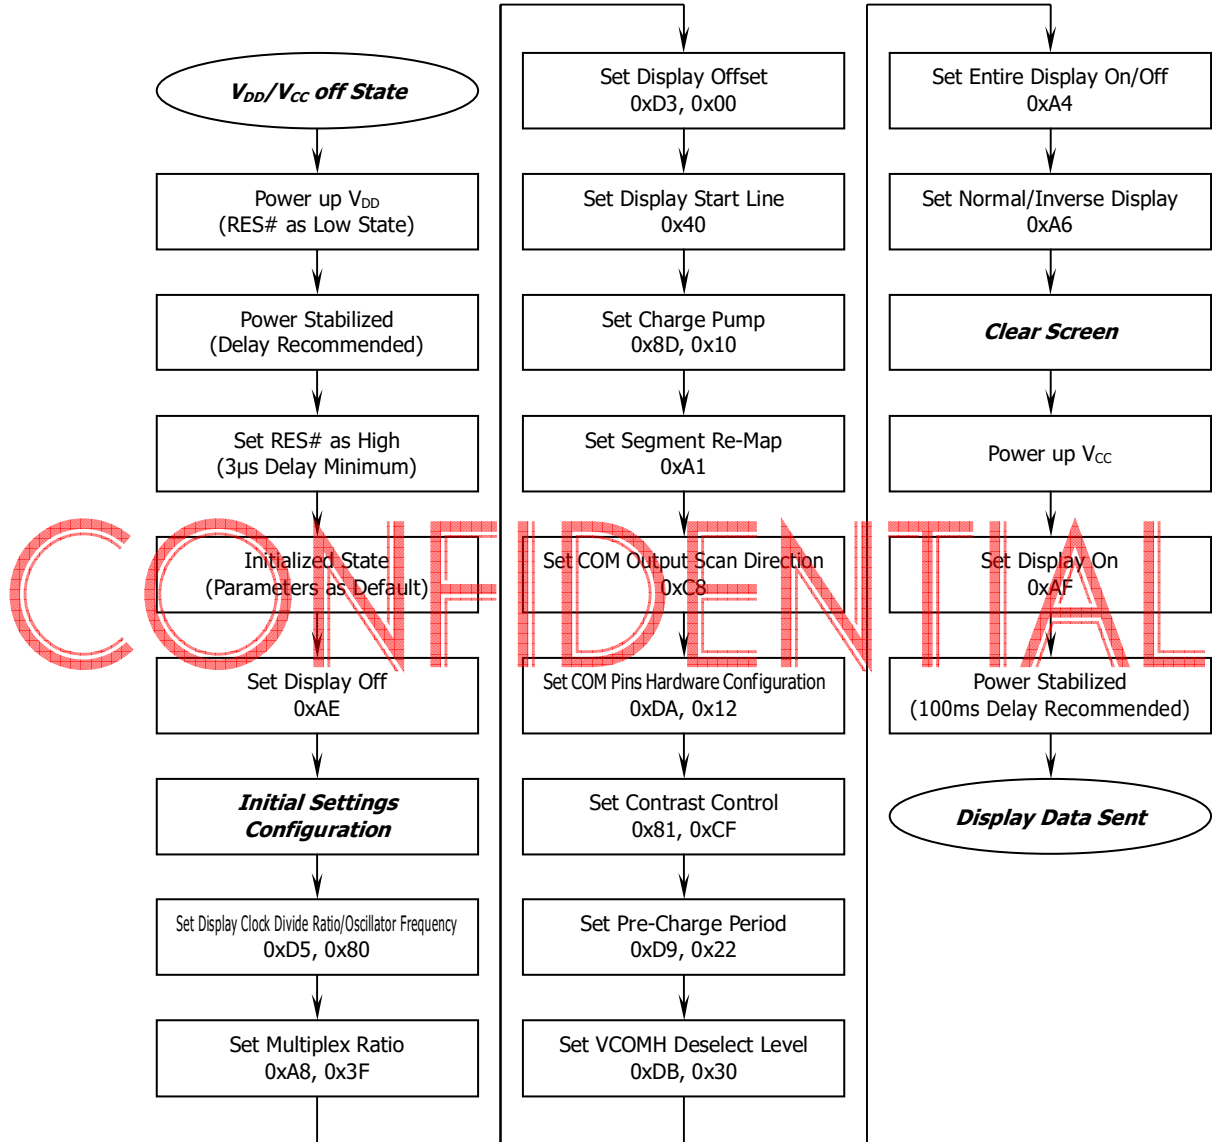 V_DD/V_CC off State
Power up V_DD
(RES# as Low State)
Power Stabilized
(Delay Recommended)
Set RES# as High
(3µs Delay Minimum)
Initialized State
(Parameters as Default)
Set Display Off
0xAE
Initial Settings
Configuration
Set Display Clock Divide Ratio/Oscillator Frequency
0xD5, 0x80
Set Multiplex Ratio
0xA8, 0x3F
Set Display Offset
0xD3, 0x00
Set Display Start Line
0x40
Set Charge Pump
0x8D, 0x10
Set Segment Re-Map
0xA1
Set COM Output Scan Direction
0xC8
Set COM Pins Hardware Configuration
0xDA, 0x12
Set Contrast Control
0x81, 0xCF
Set Pre-Charge Period
0xD9, 0x22
Set VCOMH Deselect Level
0xDB, 0x30
Set Entire Display On/Off
0xA4
Set Normal/Inverse Display
0xA6
Clear Screen
Power up V_CC
Set Display On
0xAF
Power Stabilized
(100ms Delay Recommended)
Display Data Sent
CONFIDENTIAL